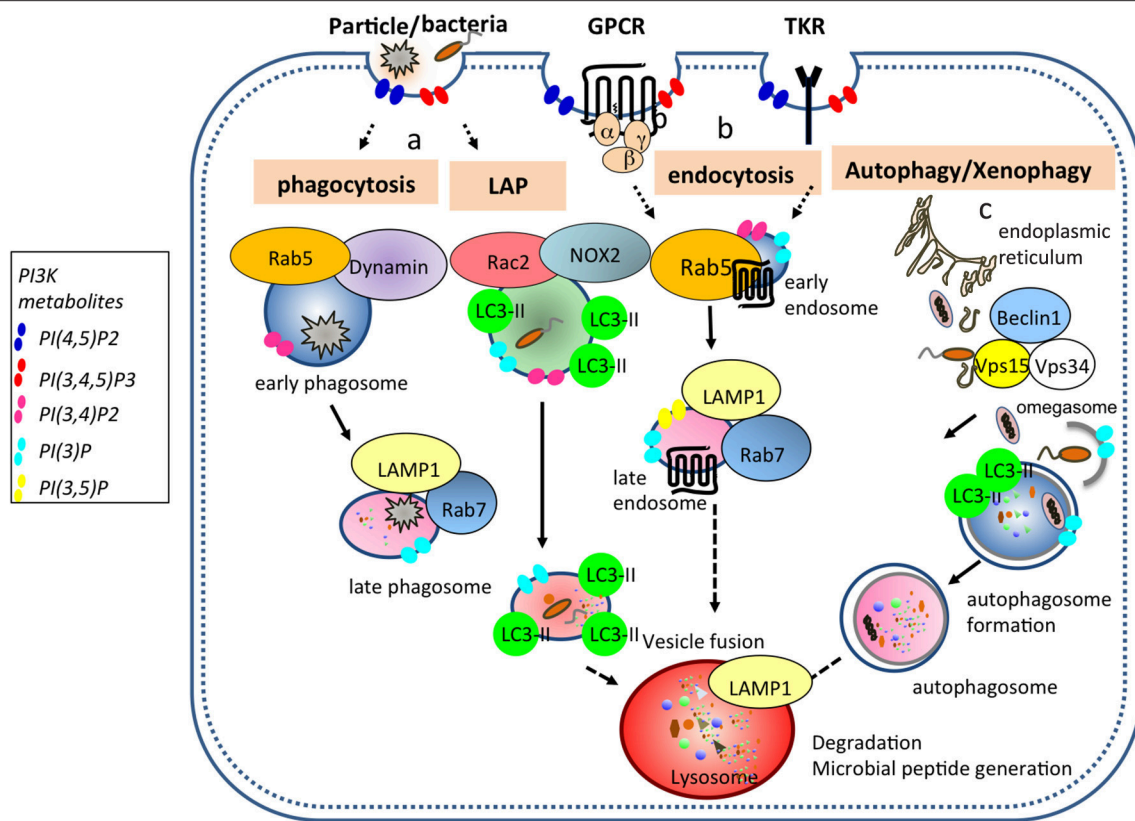 Particle/bacteria
GPCR
TKR
α
γ
β
b
a
b
phagocytosis
LAP
endocytosis
Autophagy/Xenophagy
c
endoplasmic
reticulum
Rab5
Dynamin
Rac2
NOX2
Rab5
early
endosome
Beclin1
Vps15
Vps34
LC3-II
LC3-II
LC3-II
early phagosome
omegasome
PI3K
metabolites
PI(4,5)P2
PI(3,4,5)P3
PI(3,4)P2
PI(3)P
PI(3,5)P
LAMP1
Rab7
late
endosome
LC3-II
LC3-II
LAMP1
Rab7
late phagosome
LC3-II
LC3-II
LC3-II
autophagosome
formation
autophagosome
Vesicle fusion
LAMP1
Lysosome
Degradation
Microbial peptide generation